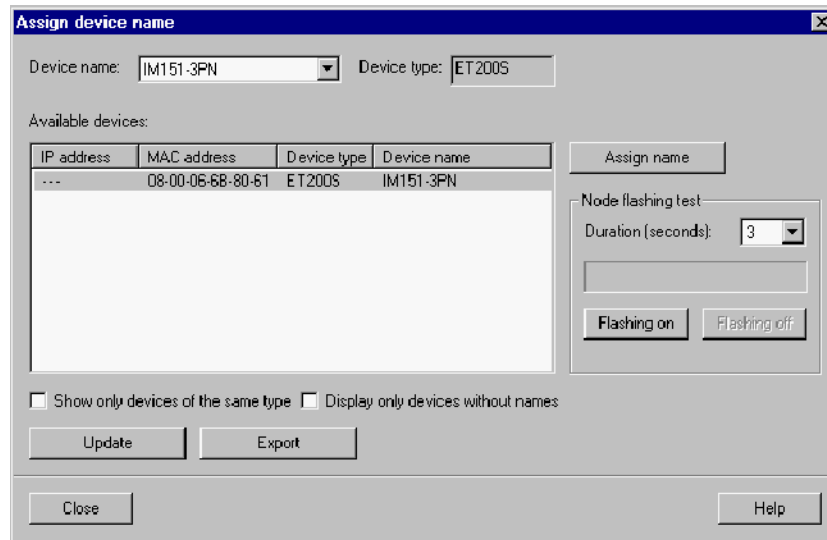 Assign device name
Device name: IM151-3PN Device type: ET200S
Available devices:
IP address MAC address Device type Device name
--- 08-00-06-6B-80-61 ET200S IM151-3PN
Assign name
Node flashing test
Duration (seconds): 3
Flashing on Flashing off
Show only devices of the same type Display only devices without names
Update Export
Close Help